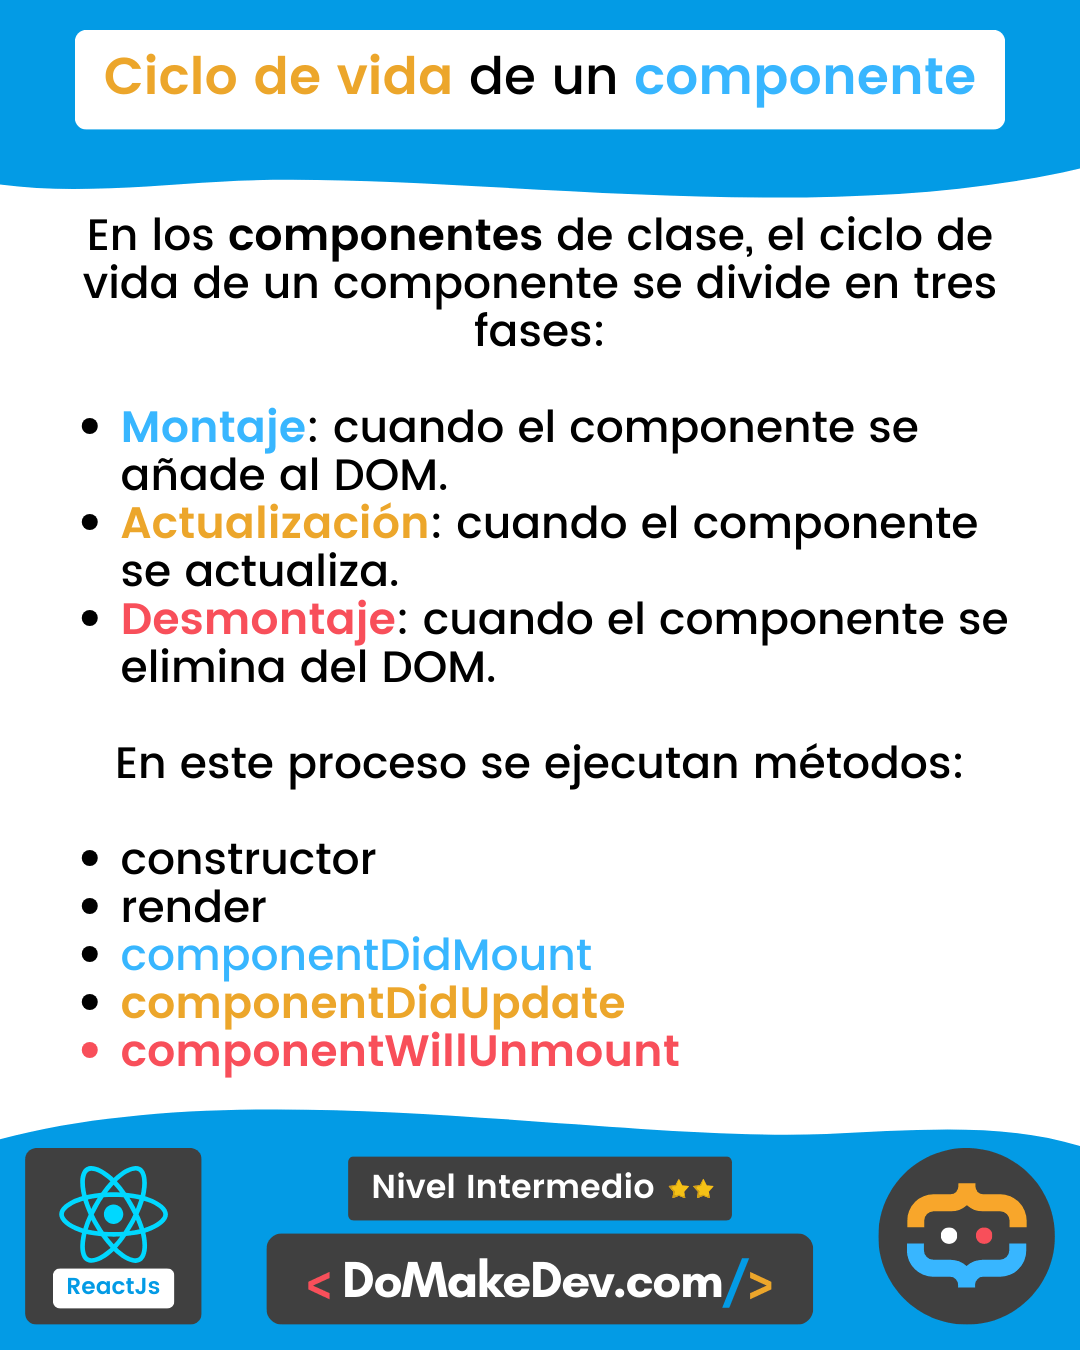 Ciclo de vida de un componente
En los componentes de clase, el ciclo de
vida de un componente se divide en tres
fases:
• Montaje: cuando el componente se
añade al DOM.
• Actualización: cuando el componente
se actualiza.
• Desmontaje: cuando el componente se
elimina del DOM.
En este proceso se ejecutan métodos:
• constructor
• render
• componentDidMount
• componentDidUpdate
• componentWillUnmount
Nivel Intermedio
ReactJs
< DoMakeDev.com/>